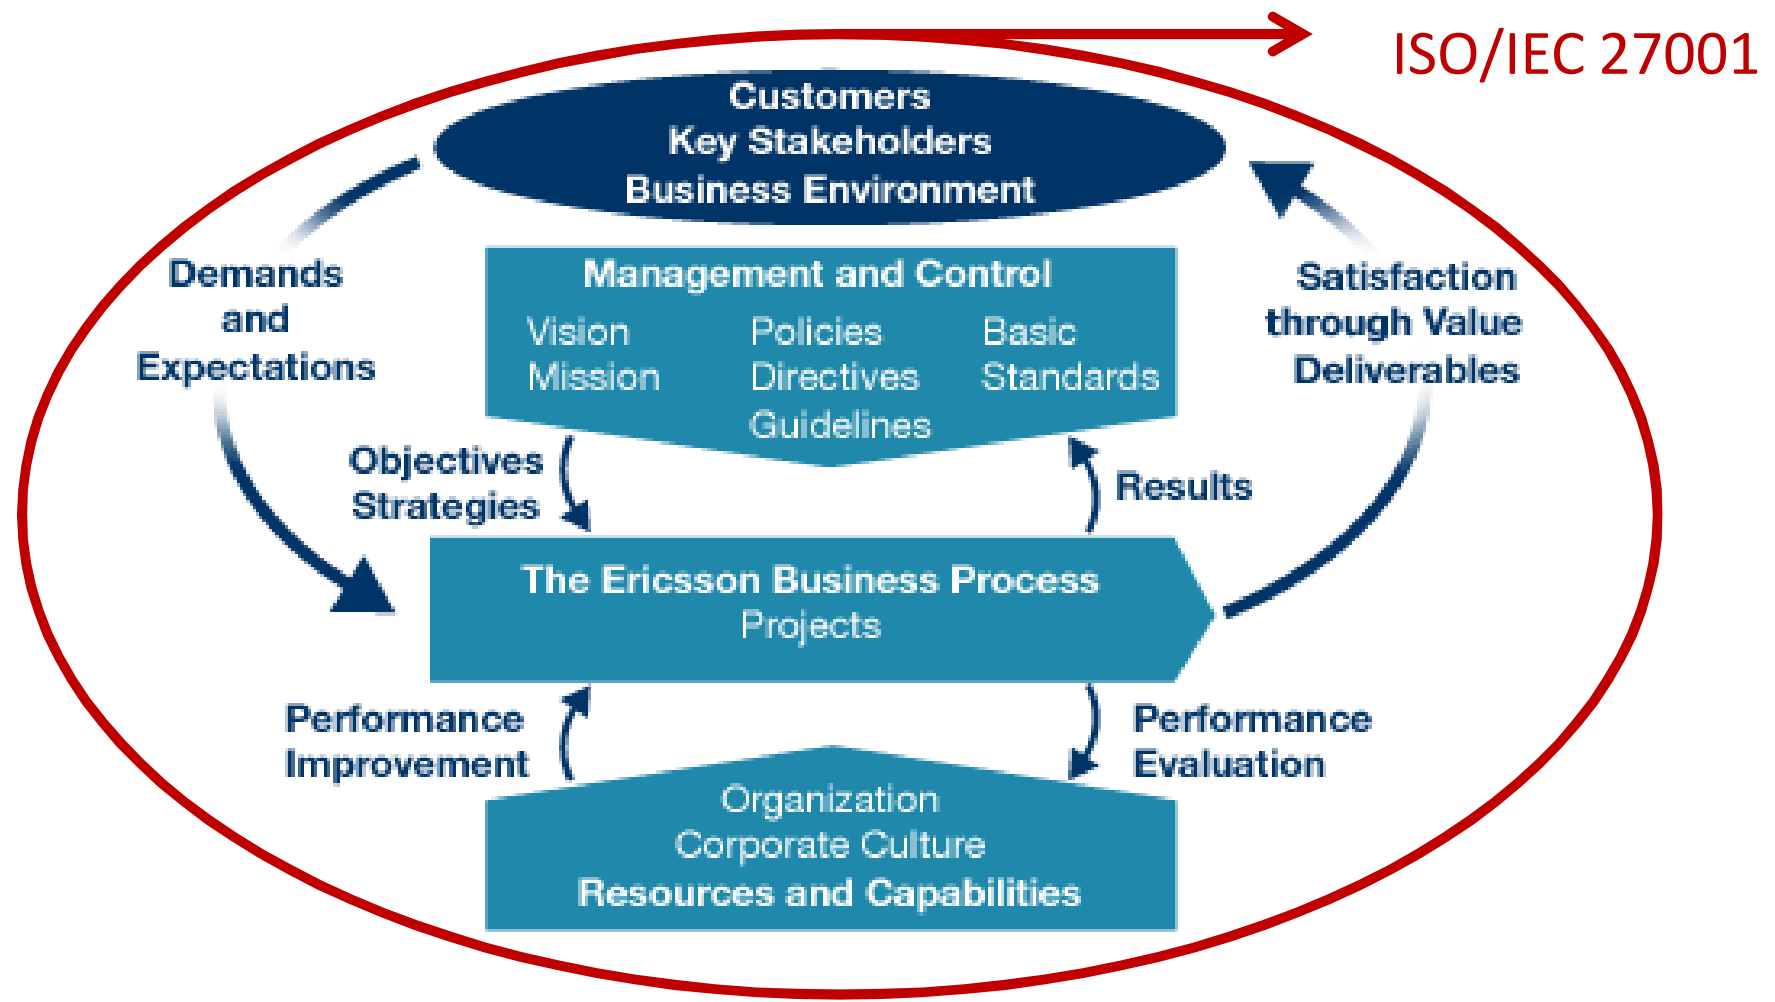 ISO/IEC 27001
Customers
Key Stakeholders
Business Environment
Demands
and
Expectations
Management and Control
Vision Policies Basic
Mission Directives Standards
Guidelines
Satisfaction
through Value
Deliverables
Objectives
Strategies
Results
The Ericsson Business Process
Projects
Performance
Improvement
Performance
Evaluation
Organization
Corporate Culture
Resources and Capabilities